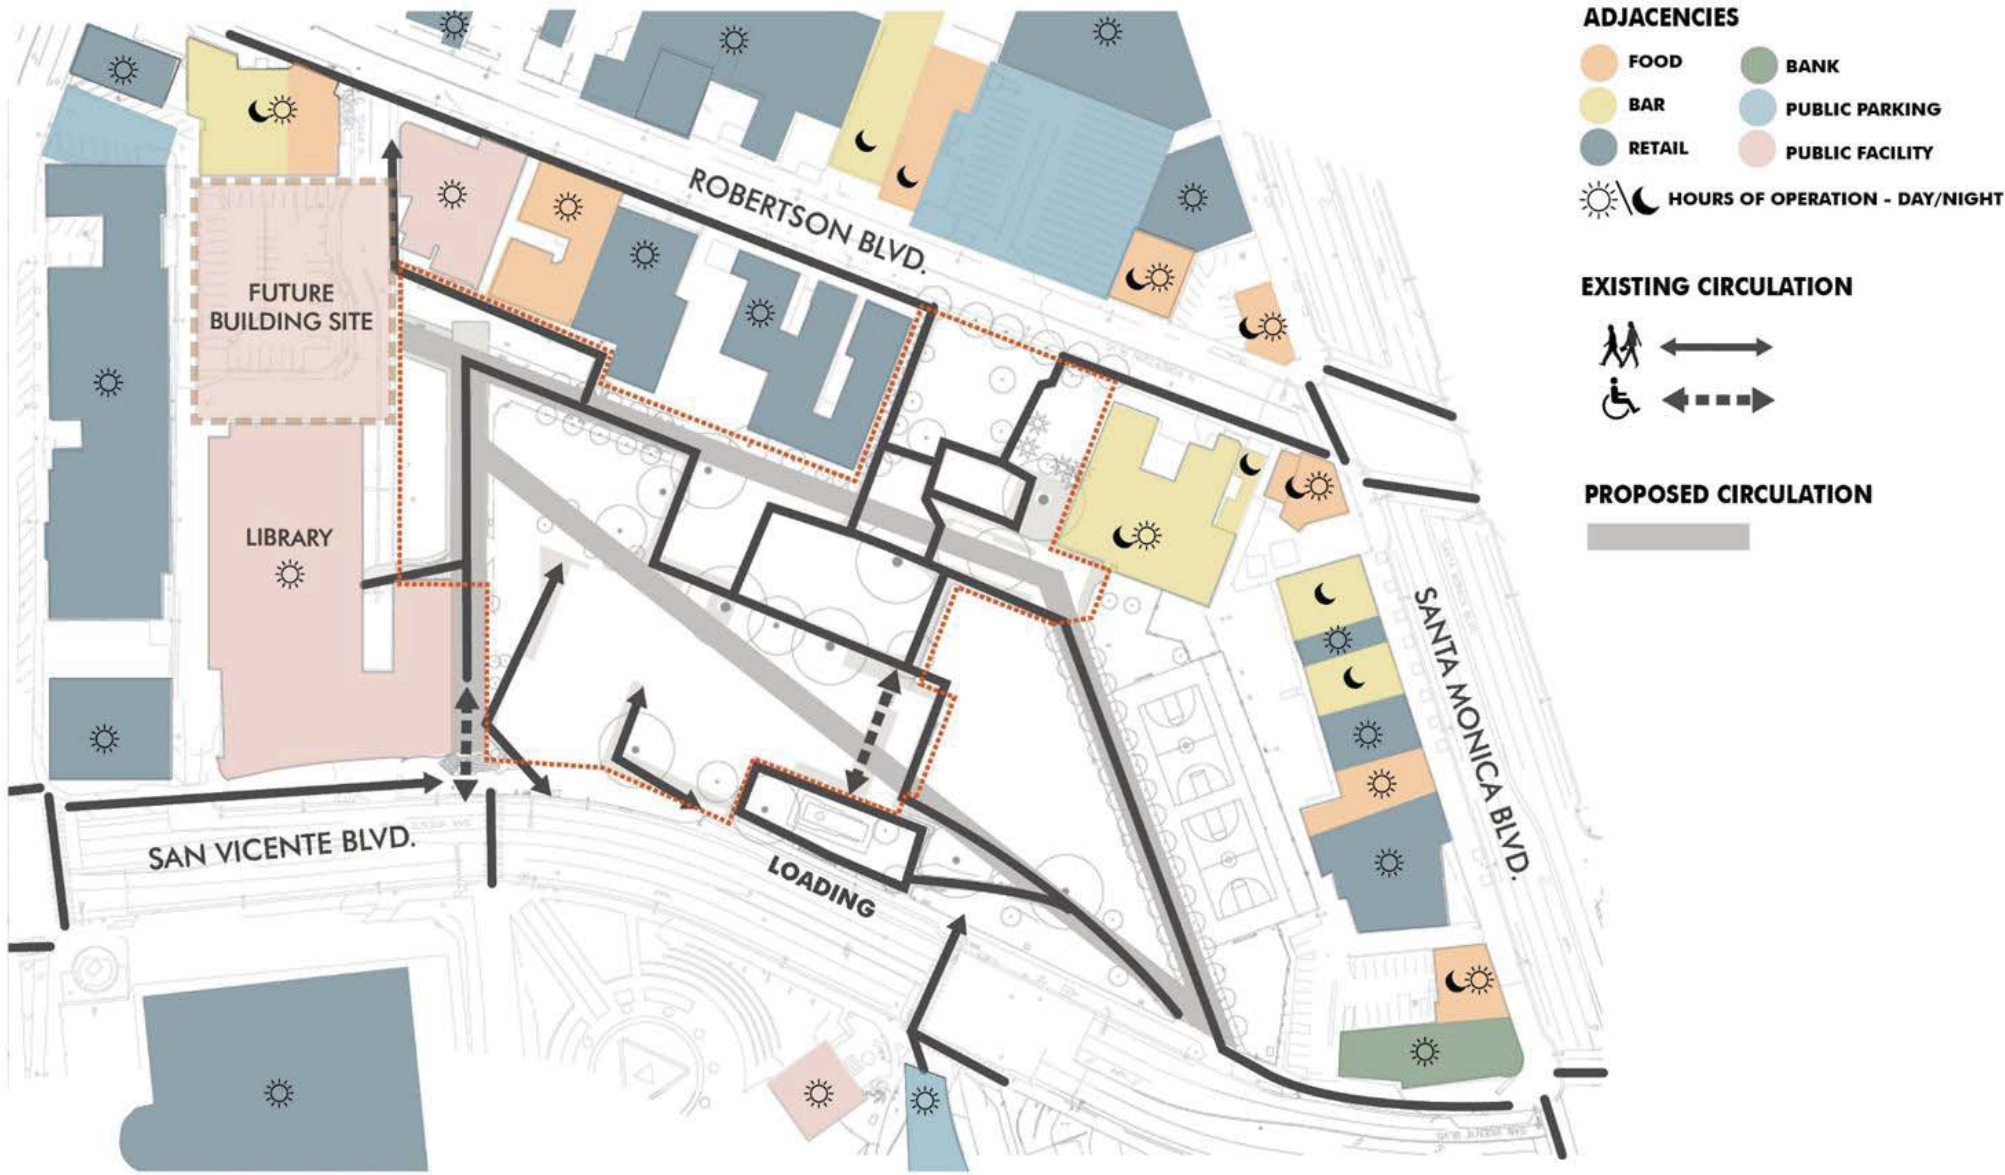 ADJACENCIES
FOOD
BANK
BAR
PUBLIC PARKING
RETAIL
PUBLIC FACILITY
\ HOURS OF OPERATION - DAY/NIGHT
EXISTING CIRCULATION
PROPOSED CIRCULATION
ROBERTSON BLVD.
FUTURE
BUILDING SITE
LIBRARY
SANTA MONICA BLVD.
SAN VICENTE BLVD.
LOADING